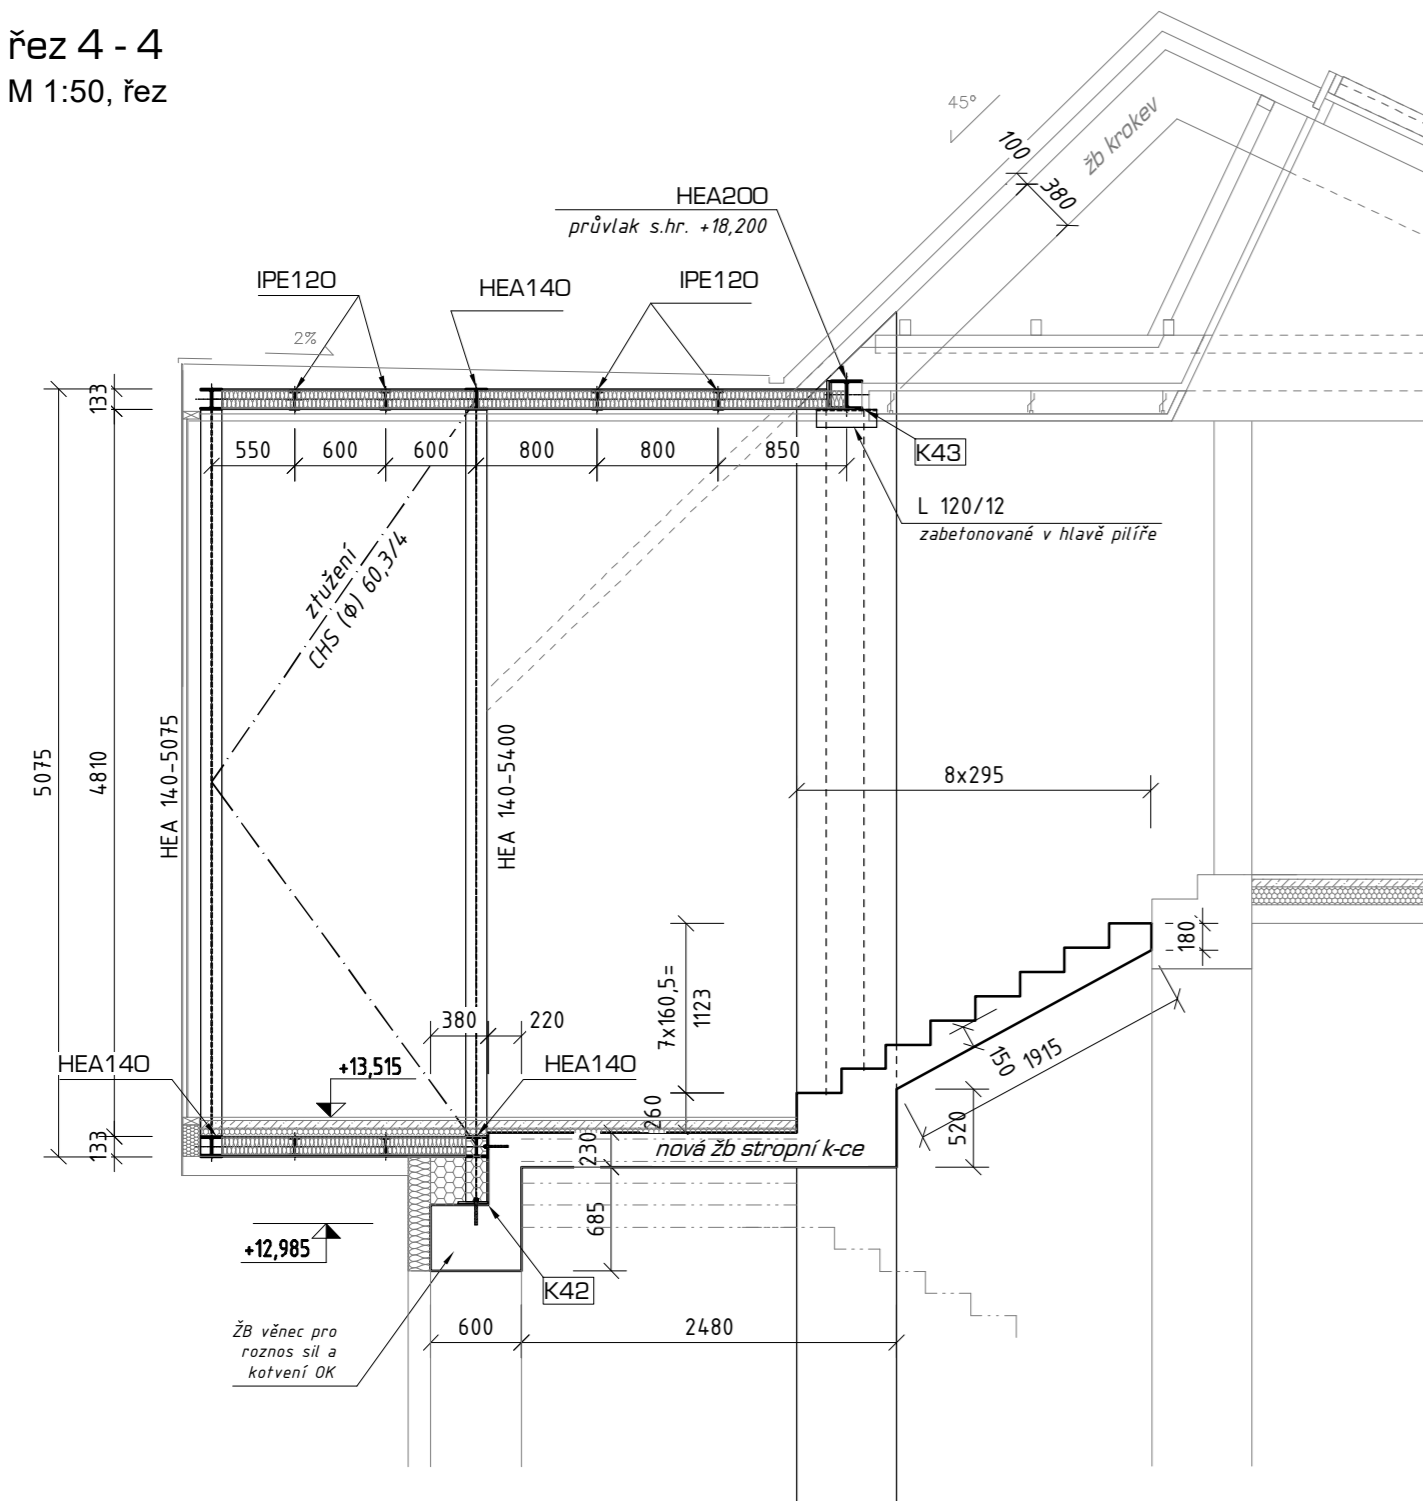 řez 4 - 4
M 1:50, řez
45°
100
380
žb krokev
HEA200
průvlak s.hr. +18,200
IPE120
HEA140
IPE120
2%
133
550
600
600
800
800
850
K43
L 120/12
zabetonované v hlavě pilíře
ztužení
CHS (ϕ) 60,3/4
5075
4810
HEA 140-5075
HEA 140-5400
8x295
180
7x160,5=
1123
380
220
150
1915
HEA140
+13,515
HEA140
260
520
133
230
nová žb stropní k-ce
685
+12,985
K42
600
2480
ŽB věnec pro
roznos sil a
kotvení OK